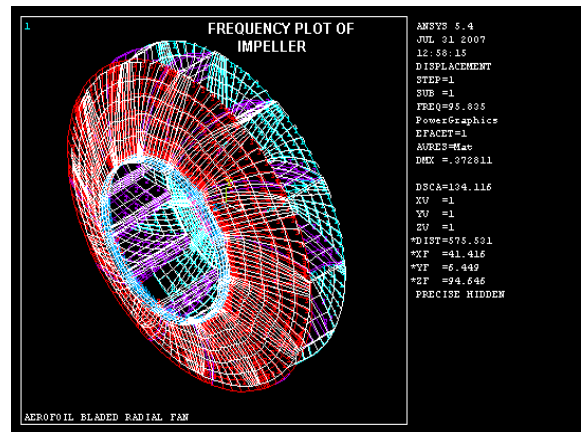 1
FREQUENCY PLOT OF
IMPELLER
ANSYS 5.4
JUL 31 2007
12:58:15
DISPLACEMENT
STEP=1
SUB =1
FREQ=95.835
PowerGraphics
EFACET=1
AVRES=Mat
DMX =.372811
DSCA=134.116
XV =1
YV =1
ZV =1
*DIST=575.531
*XF =41.416
*YF =6.449
*ZF =94.646
PRECISE HIDDEN
AEROFOIL BLADED RADIAL FAN